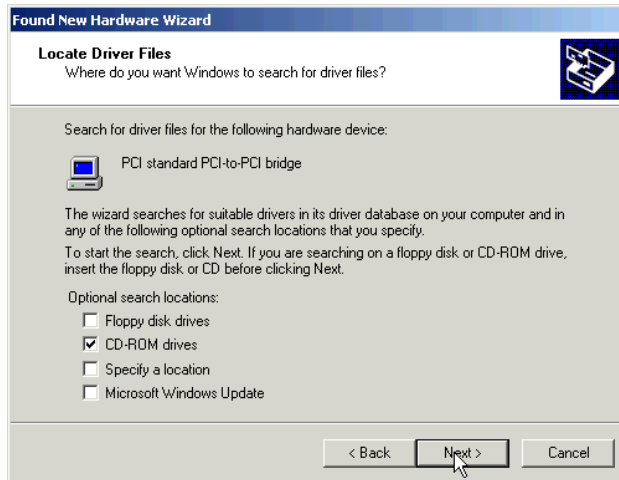 Found New Hardware Wizard
Locate Driver Files
Where do you want Windows to search for driver files?
Search for driver files for the following hardware device:
PCI standard PCI-to-PCI bridge
The wizard searches for suitable drivers in its driver database on your computer and in
any of the following optional search locations that you specify.
To start the search, click Next. If you are searching on a floppy disk or CD-ROM drive,
insert the floppy disk or CD before clicking Next.
Optional search locations:
Floppy disk drives
CD-ROM drives
Specify a location
Microsoft Windows Update
< Back Next > Cancel